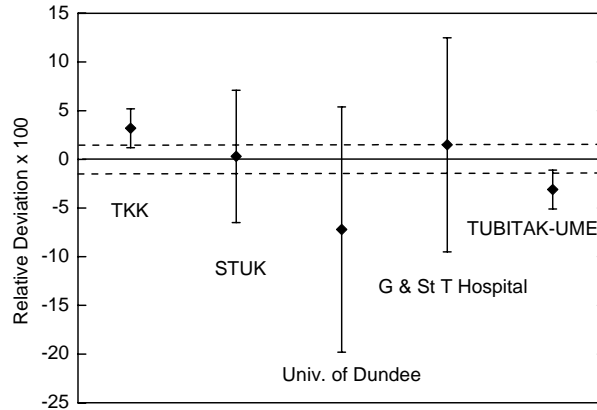 15
10
5
0
-5
-10
-15
-20
-25
Relative Deviation x 100
TKK
STUK
Univ. of Dundee
G & St T Hospital
TUBITAK-UME